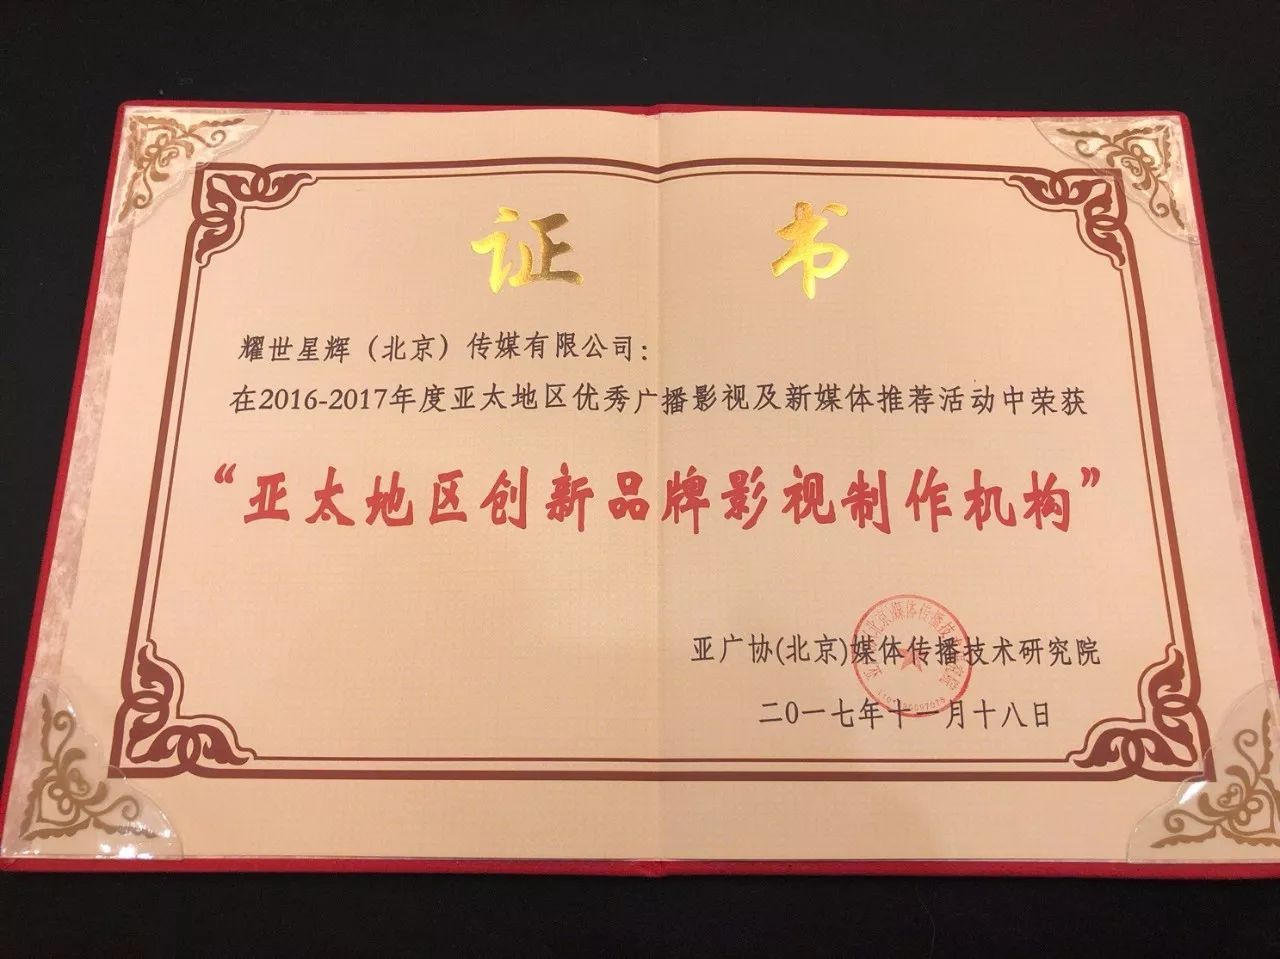 证书
耀世星辉（北京）传媒有限公司：
在2016-2017年度亚太地区优秀广播影视及新媒体推荐活动中荣获
“亚太地区创新品牌影视制作机构”
亚广协(北京)媒体传播技术研究院
二〇一七年十一月十八日